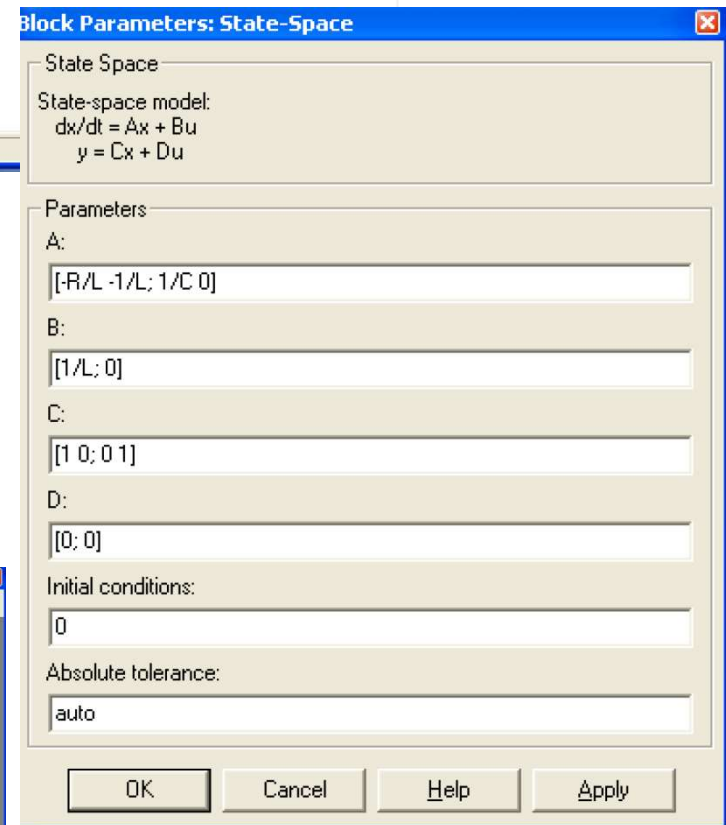 Block Parameters: State-Space
State Space
State-space model:
dx/dt = Ax + Bu
y = Cx + Du
Parameters
A:
[-R/L -1/L; 1/C 0]
B:
[1/L; 0]
C:
[1 0; 0 1]
D:
[0; 0]
Initial conditions:
0
Absolute tolerance:
auto
OK
Cancel
Help
Apply